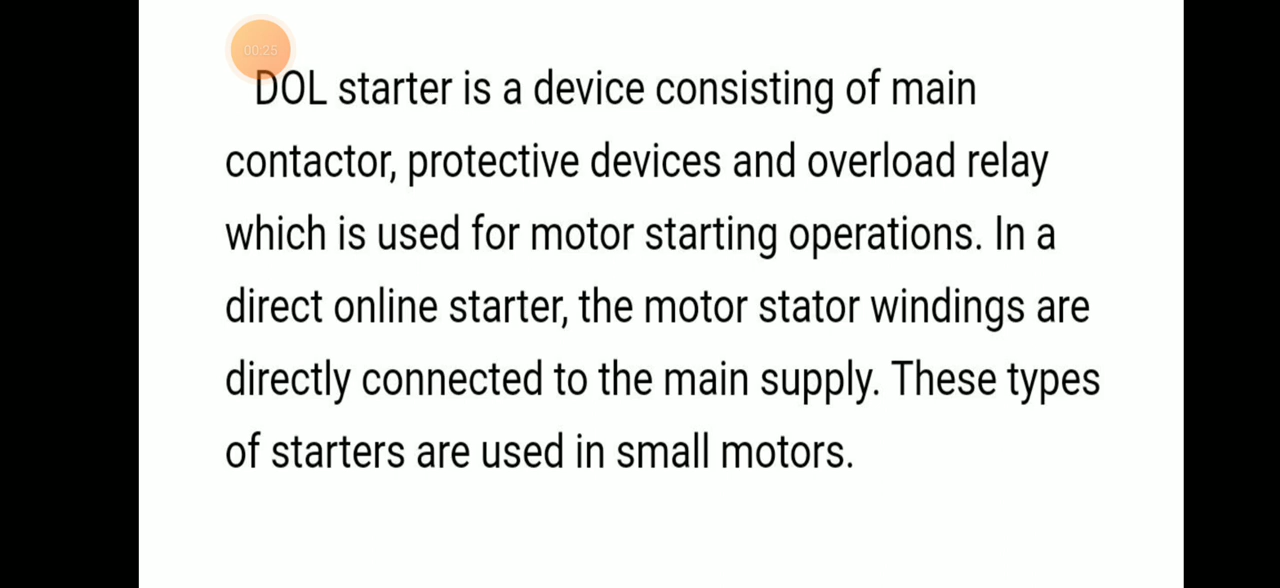 00:25
DOL starter is a device consisting of main
contactor, protective devices and overload relay
which is used for motor starting operations. In a
direct online starter, the motor stator windings are
directly connected to the main supply. These types
of starters are used in small motors.